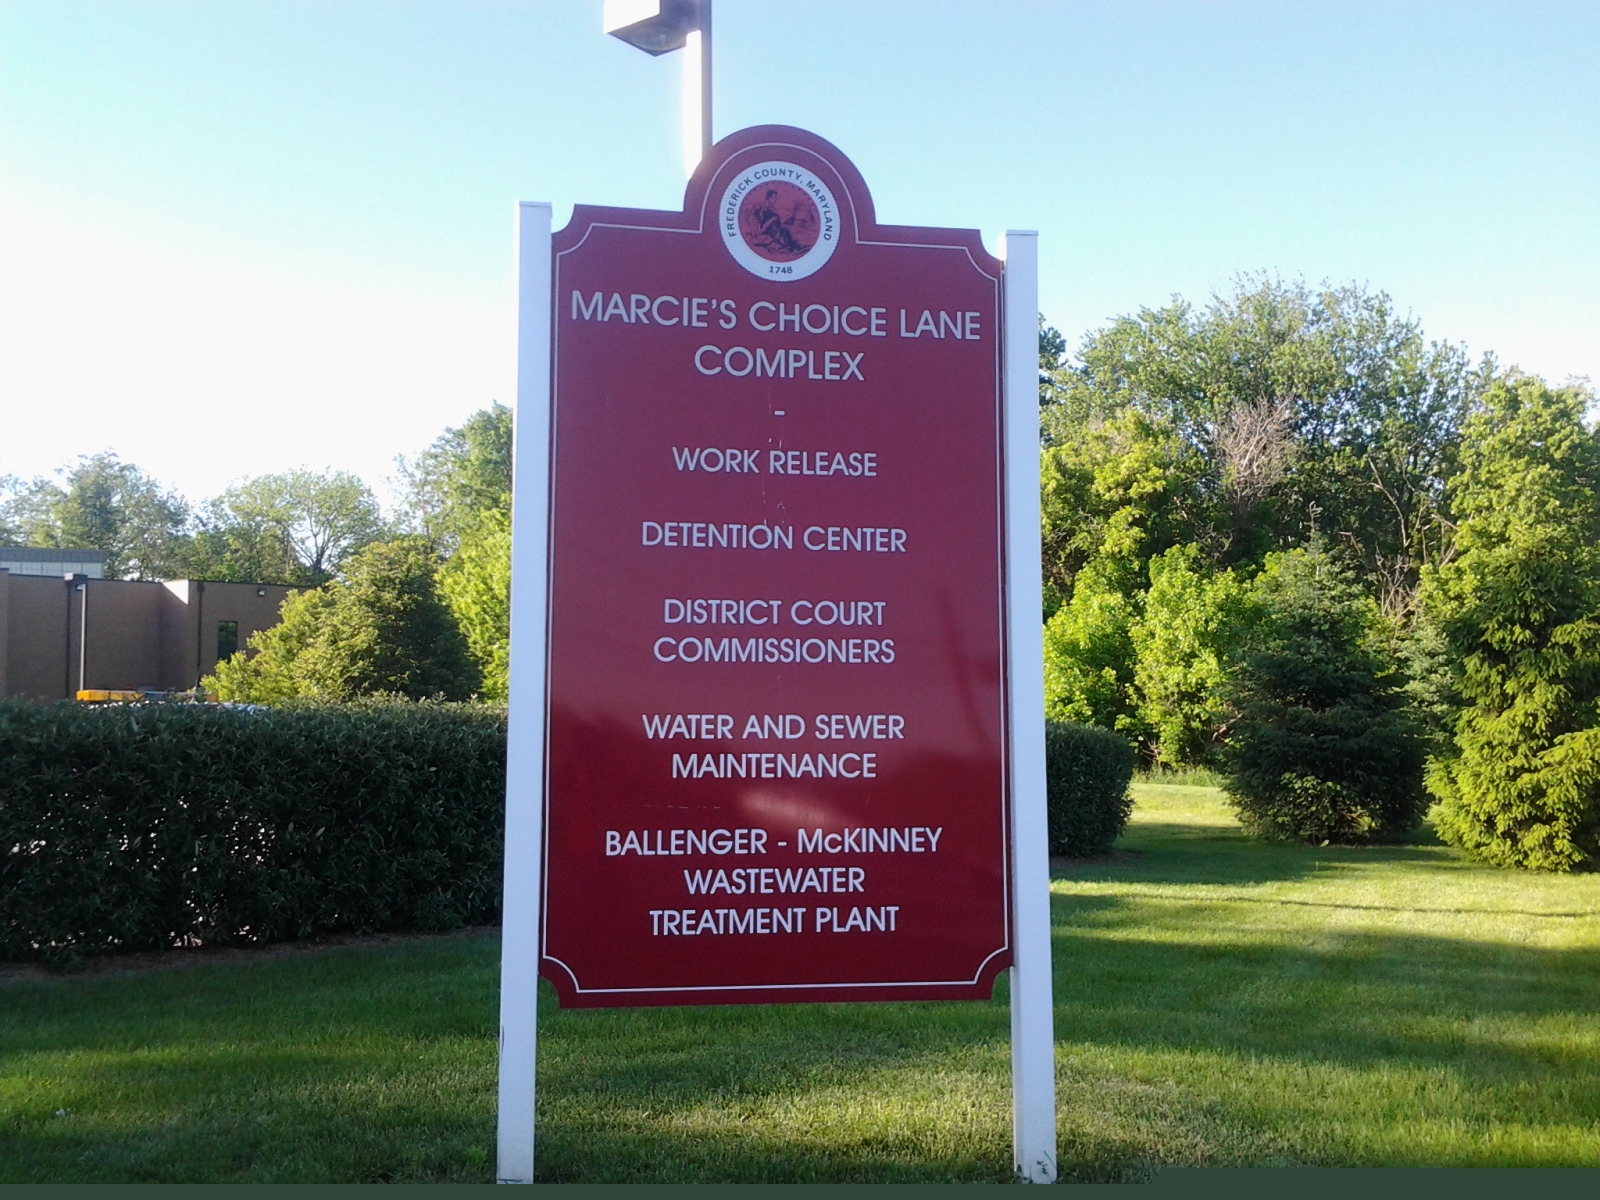 FREDERICK COUNTY, MARYLAND
1748
MARCIE'S CHOICE LANE
COMPLEX
-
WORK RELEASE
DETENTION CENTER
DISTRICT COURT
COMMISSIONERS
WATER AND SEWER
MAINTENANCE
BALLENGER - McKINNEY
WASTEWATER
TREATMENT PLANT